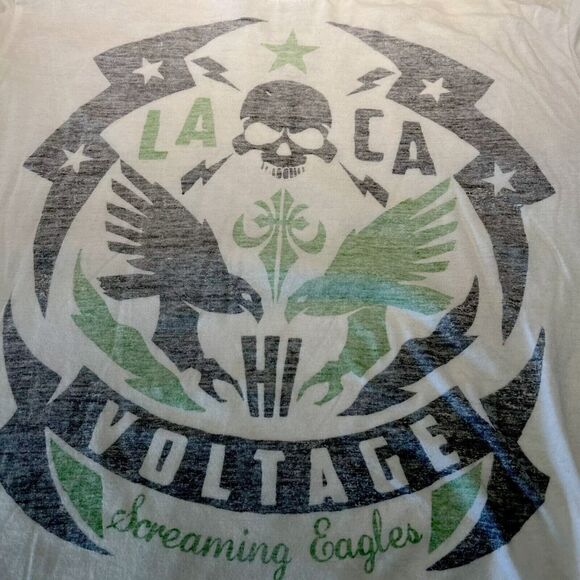 LA CA
HI
VOLTAGE
Screaming Eagles